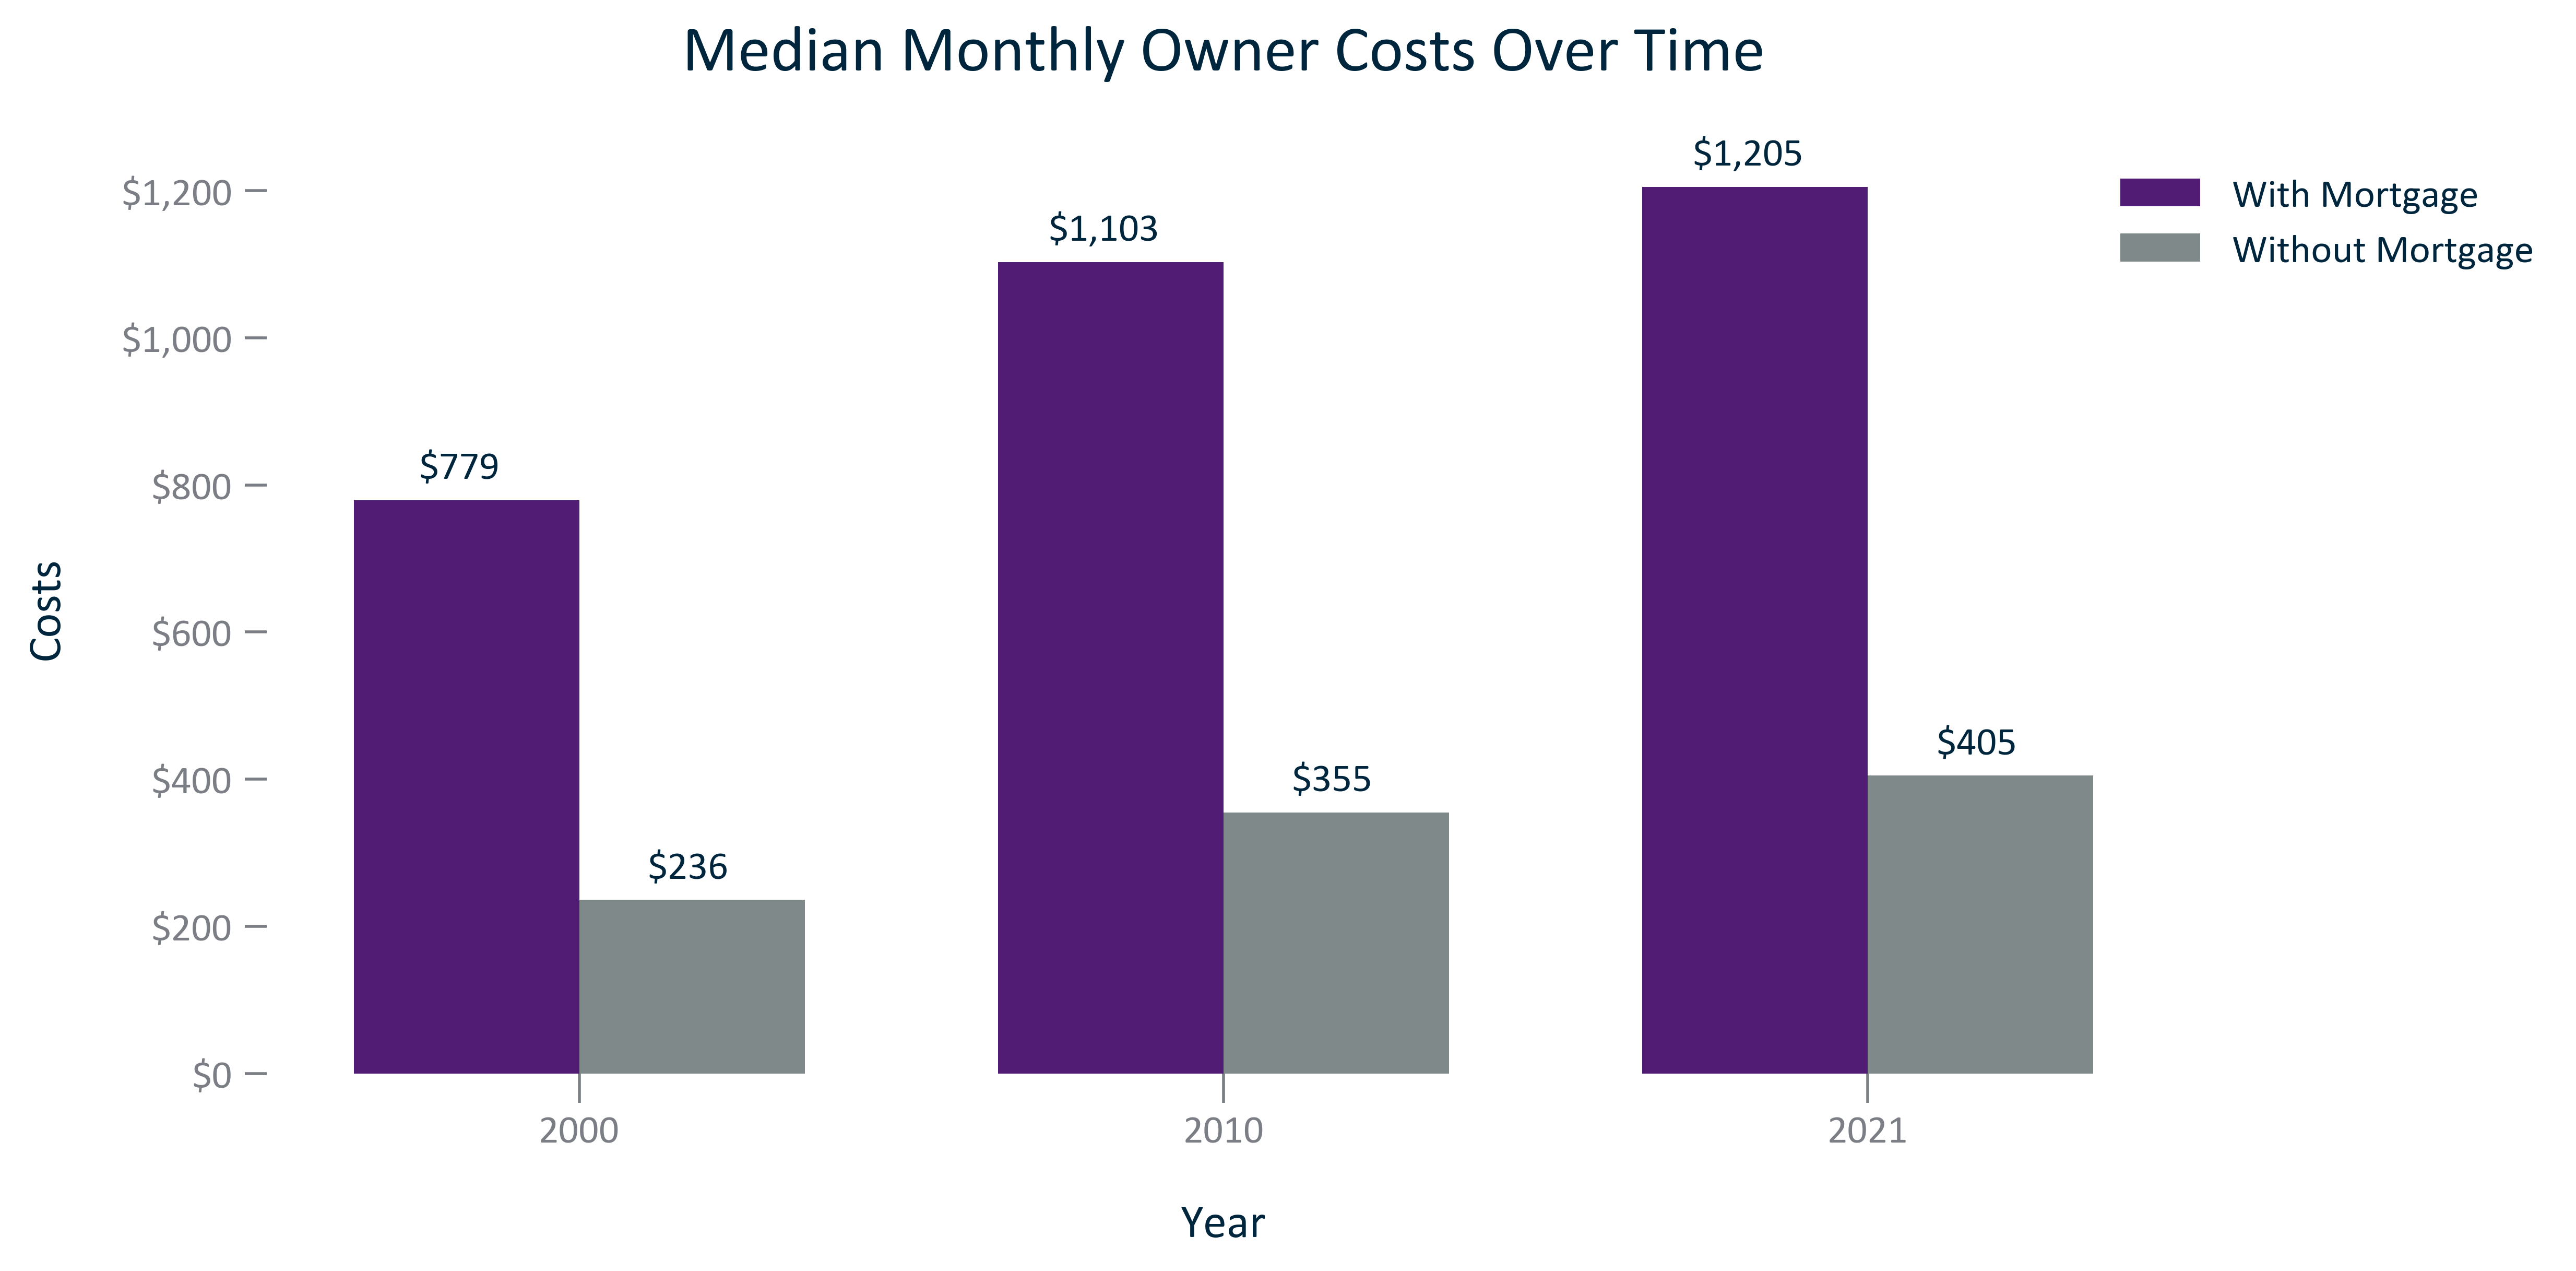 Median Monthly Owner Costs Over Time
$1,205
$1,200
With Mortgage
$1,103
Without Mortgage
$1,000
$779
$800
Costs
$600
$405
$400
$355
$236
$200
$0
2000 2010 2021
Year